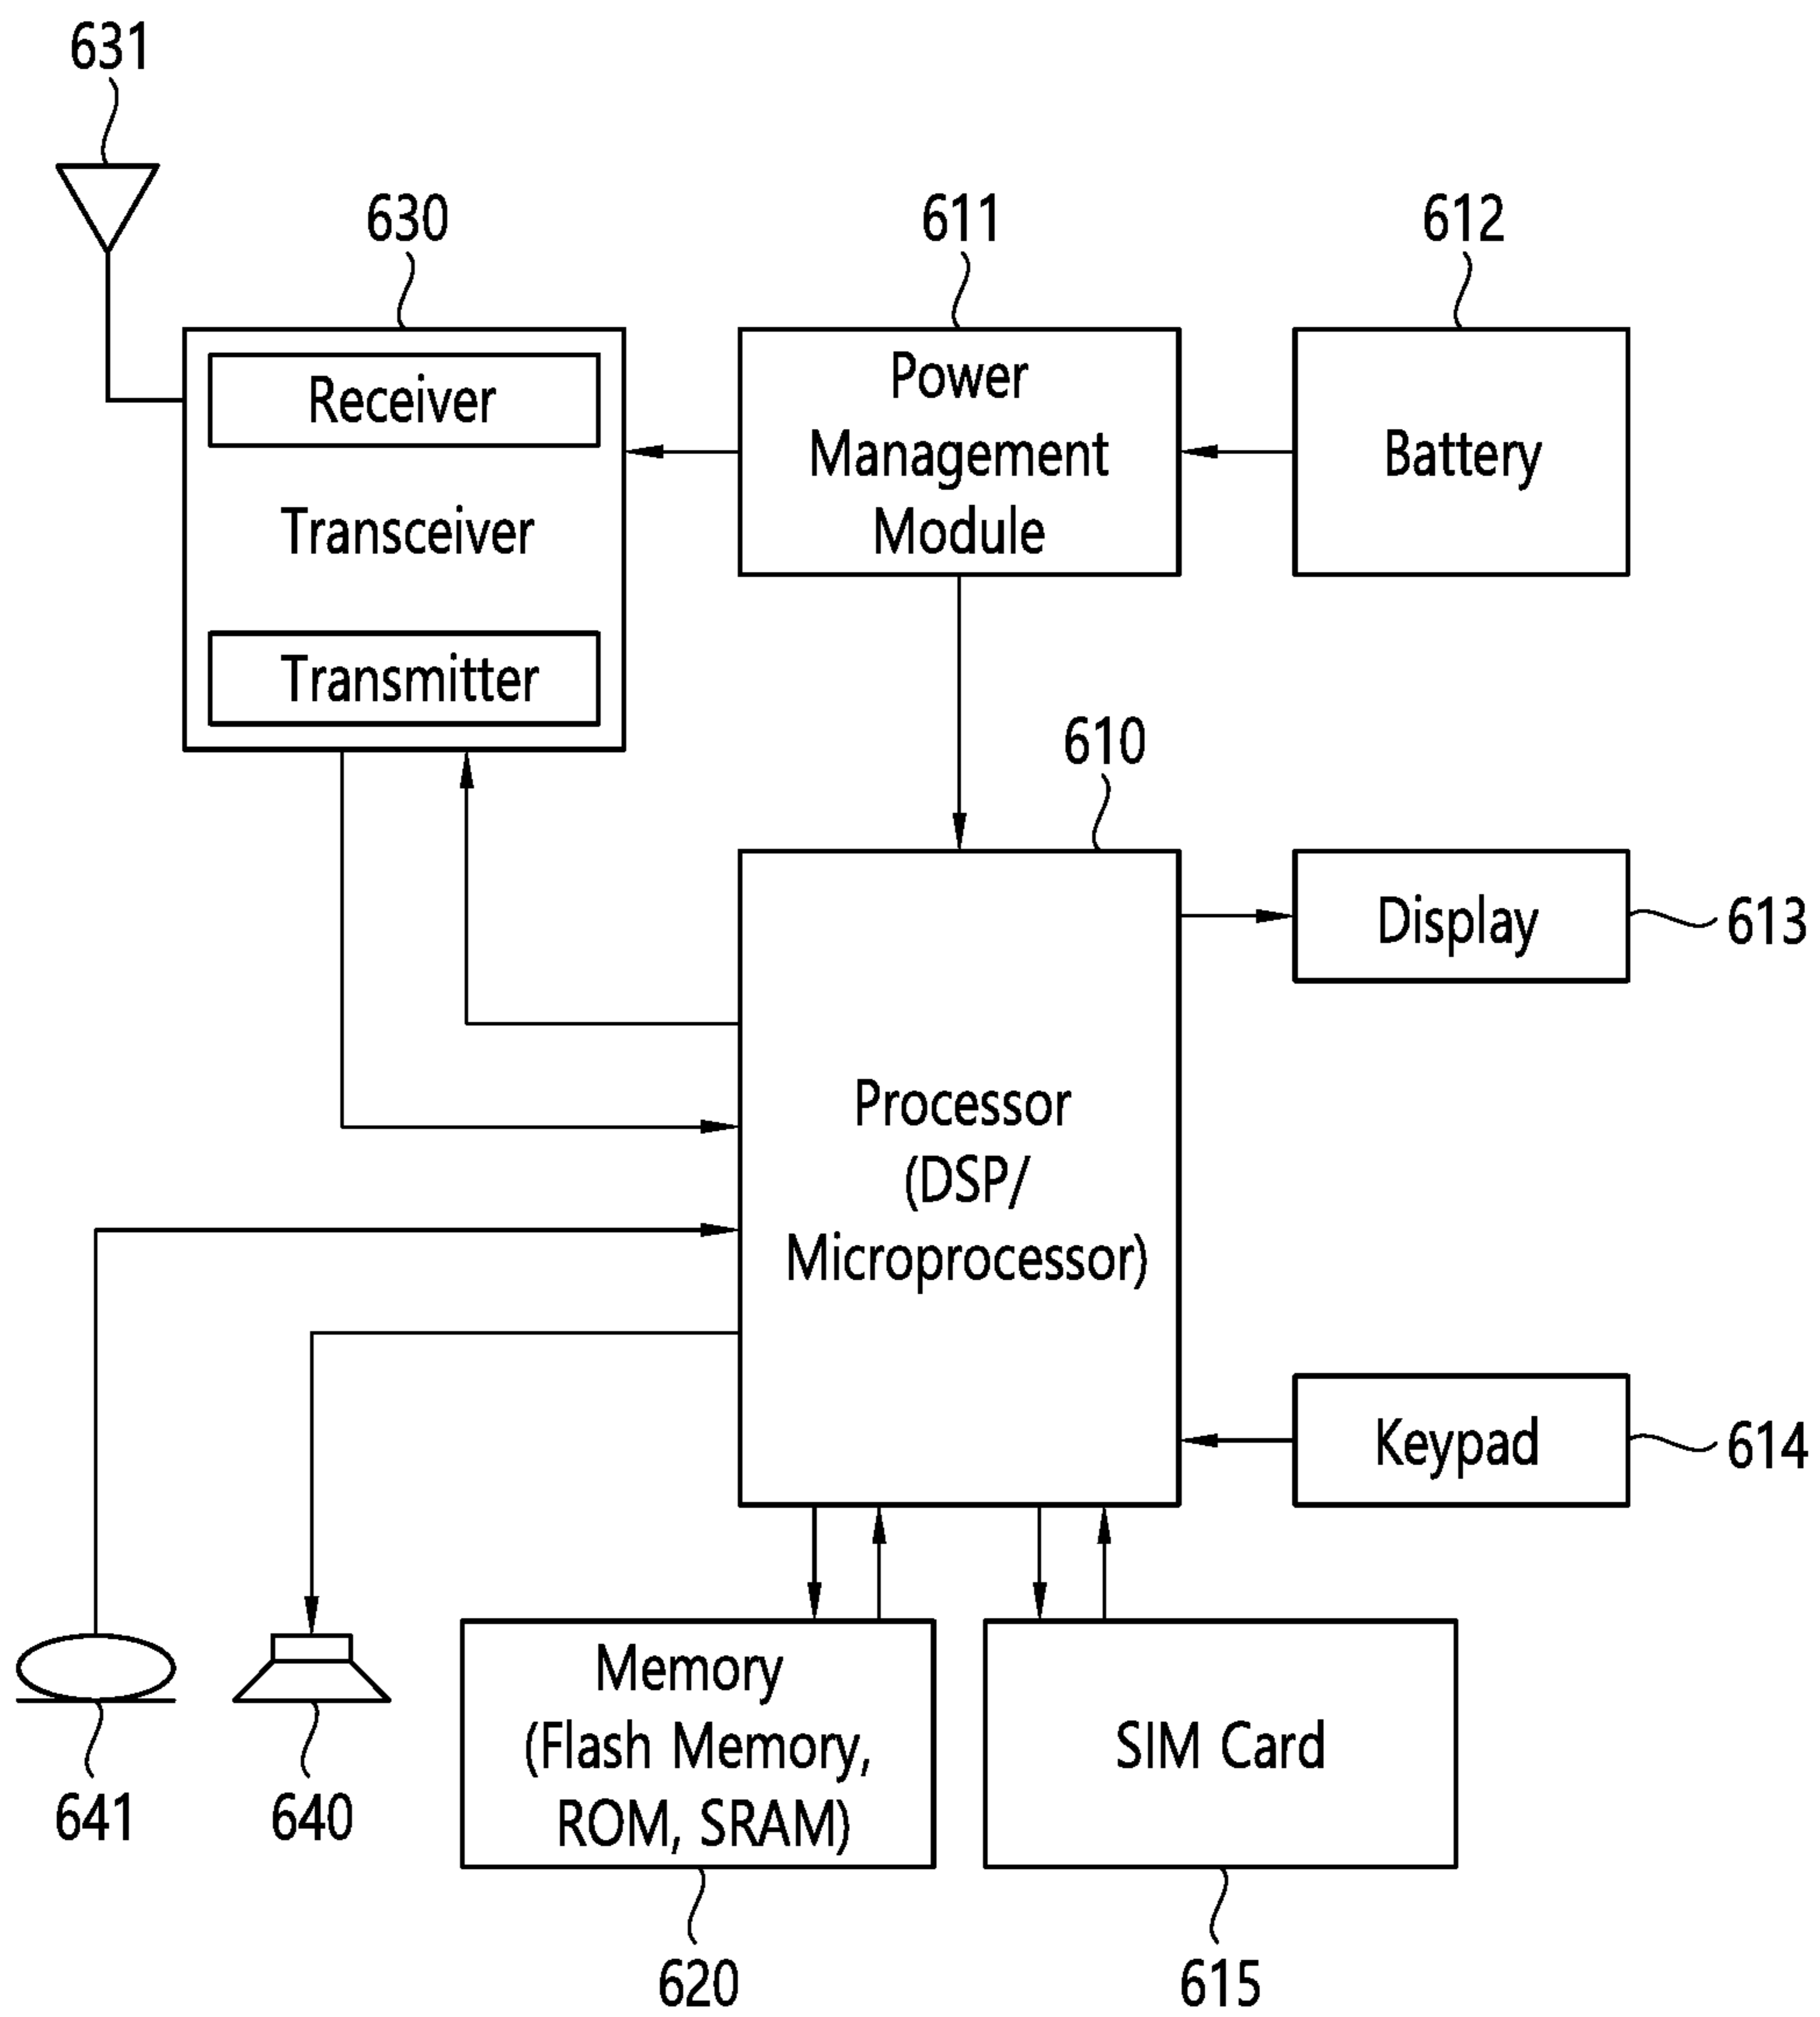 631
630
611
612
Receiver
Transceiver
Transmitter
Power
Management
Module
Battery
610
Processor
(DSP/
Microprocessor)
Display
613
Keypad
614
641
640
Memory
(Flash Memory,
ROM, SRAM)
SIM Card
620
615